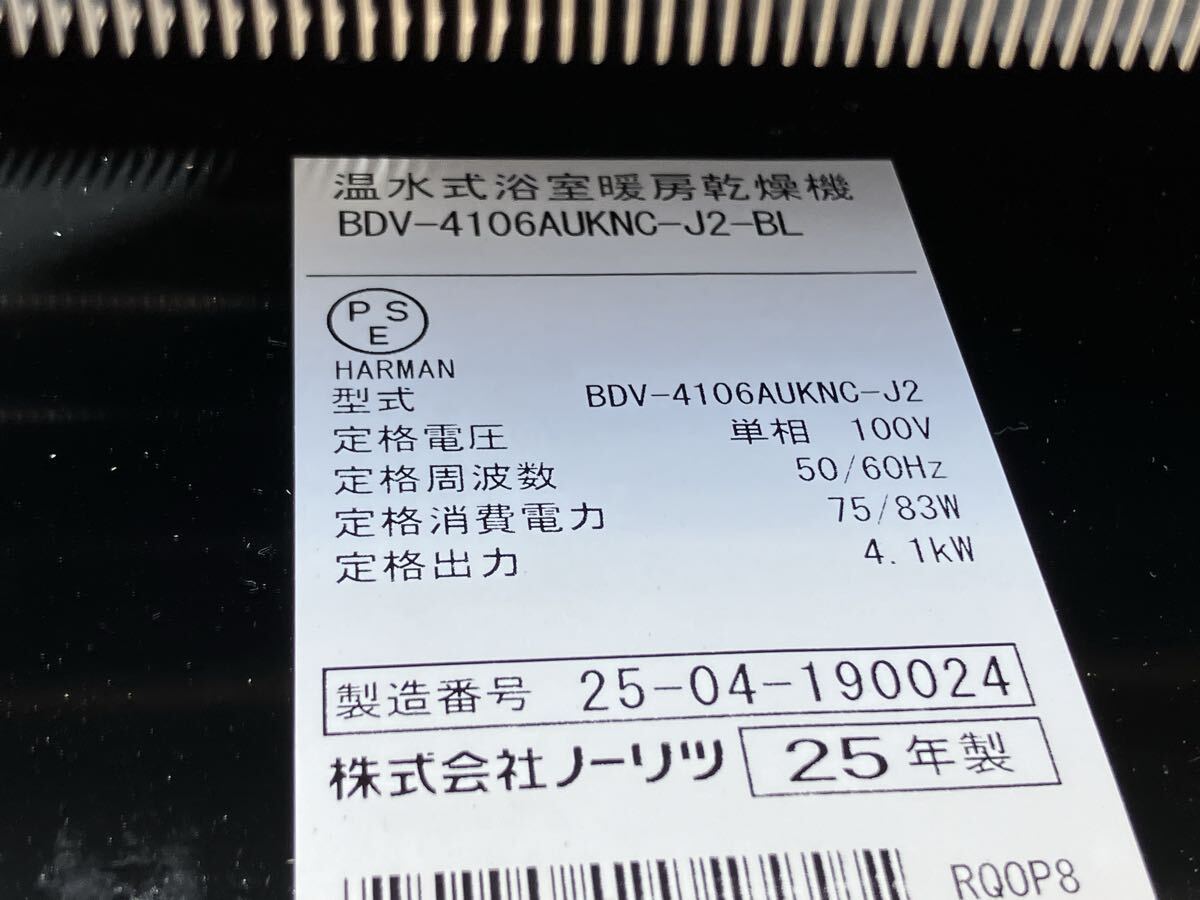 温水式浴室暖房乾燥機
BDV-4106AUKNC-J2-BL
PSE
HARMAN
型式 BDV-4106AUKNC-J2
定格電圧 単相 100V
定格周波数 50/60Hz
定格消費電力 75/83W
定格出力 4.1kW
製造番号 25-04-190024
株式会社ノーリツ 25年製
RQ0P8